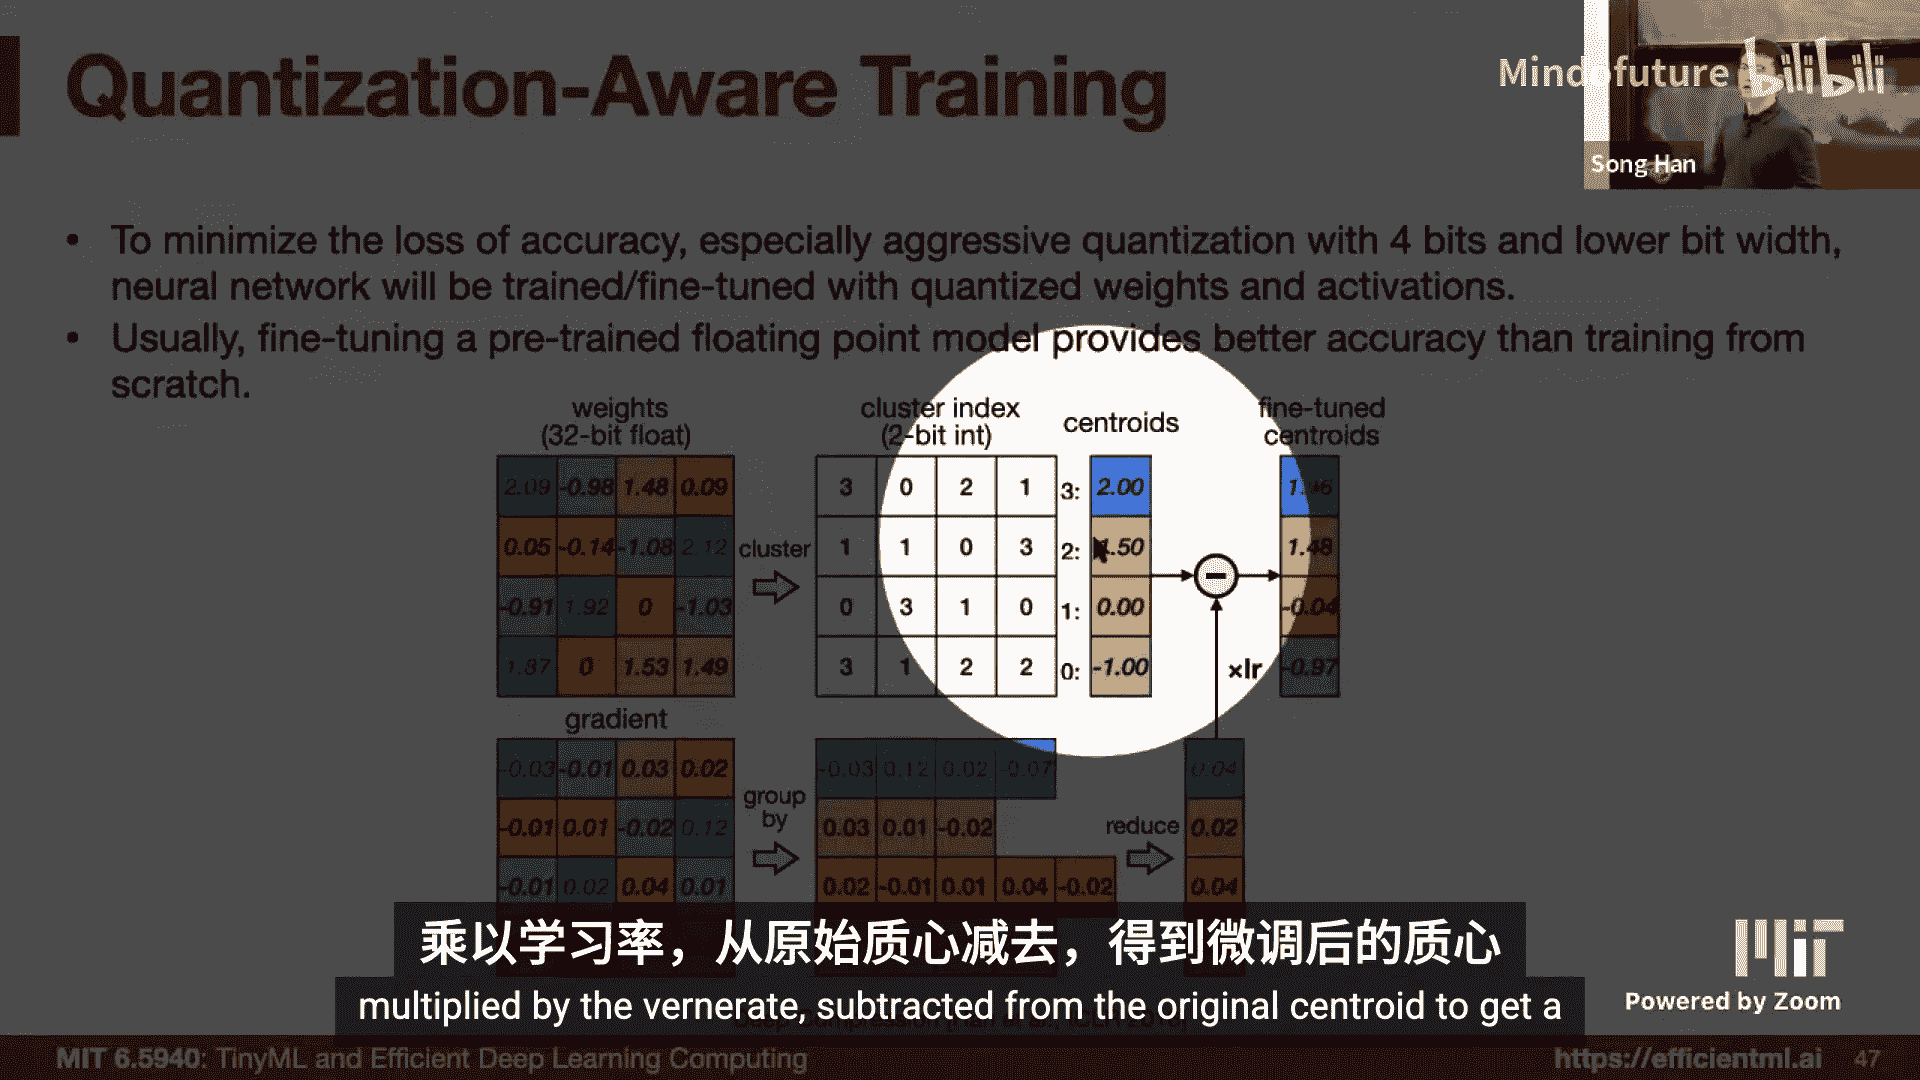 Quantization-Aware Training
Mindofuture bilibili
Song Han
• To minimize the loss of accuracy, especially aggressive quantization with 4 bits and lower bit width,
neural network will be trained/fine-tuned with quantized weights and activations.
• Usually, fine-tuning a pre-trained floating point model provides better accuracy than training from
scratch.
weights
(32-bit float)
cluster index
(2-bit int)
centroids
fine-tuned
centroids
2.09 -0.98 1.48 0.09
3 0 2 1
3: 2.00
1.96
0.05 -0.14 -1.08 2.12
cluster
1 1 0 3
2: 1.50
1.48
-0.91 1.92 0 -1.03
0 3 1 0
1: 0.00
-0.04
1.87 0 1.53 1.49
3 1 2 2
0: -1.00
×lr
-0.97
gradient
-0.03 -0.01 0.03 0.02
group
by
-0.03 0.12 0.02 -0.07
0.04
-0.01 0.01 -0.02 0.12
0.03 0.01 -0.02
reduce
0.02
-0.01 0.02 0.04 0.01
0.02 -0.01 0.01 0.04 -0.02
0.04
乘以学习率，从原始质心减去，得到微调后的质心
multiplied by the vernerate, subtracted from the original centroid to get a
MIT
Powered by Zoom
MIT 6.5940: TinyML and Efficient Deep Learning Computing
https://efficientml.ai
47